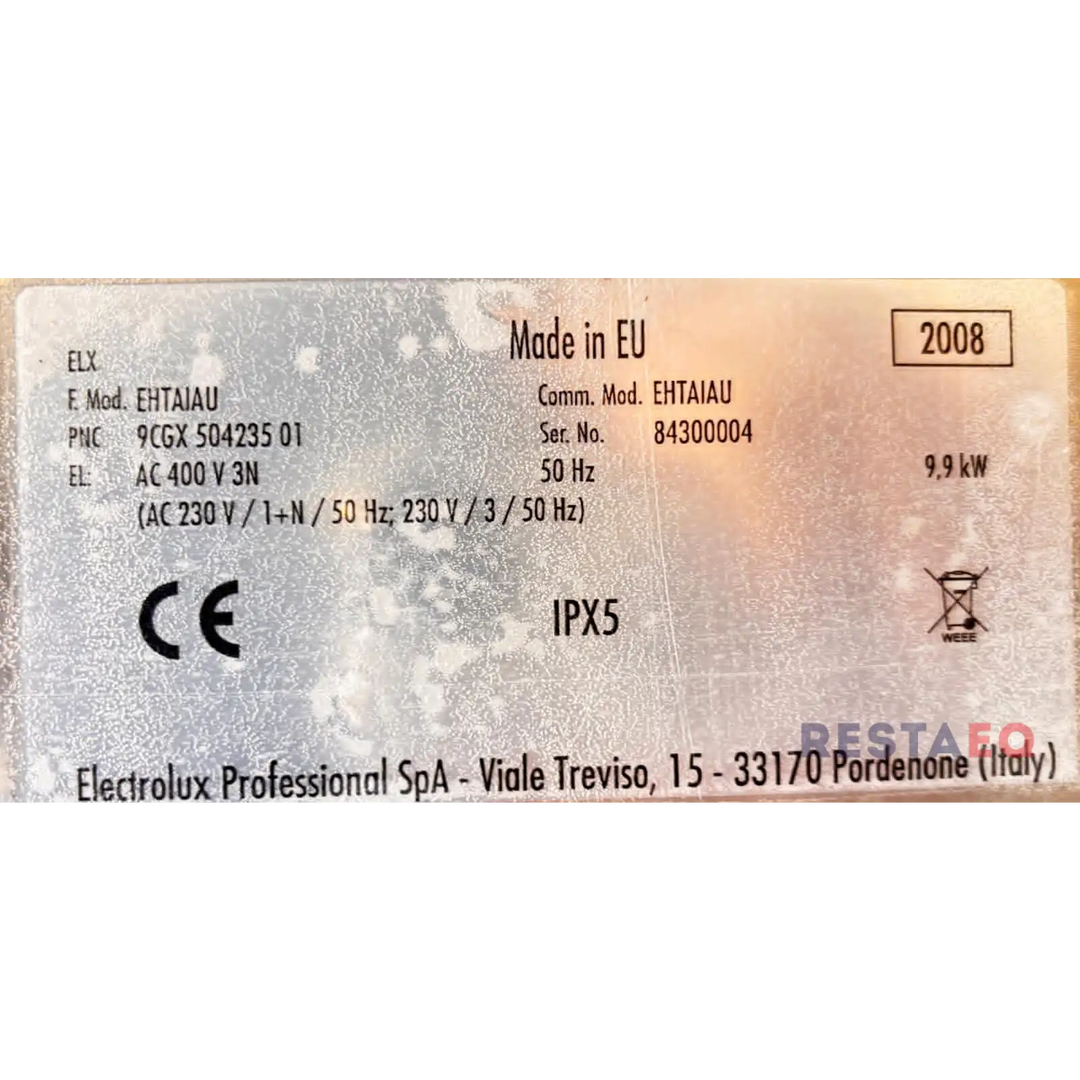 Made in EU 2008
ELX
F. Mod. EHTAIAU Comm. Mod. EHTAIAU
PNC 9CGX 504235 01 Ser. No. 84300004
EL: AC 400 V 3N 50 Hz 9,9 kW
(AC 230 V / 1+N / 50 Hz; 230 V / 3 / 50 Hz)
CE IPX5
WEEE
RESTAEQ
Electrolux Professional SpA - Viale Treviso, 15 - 33170 Pordenone (Italy)